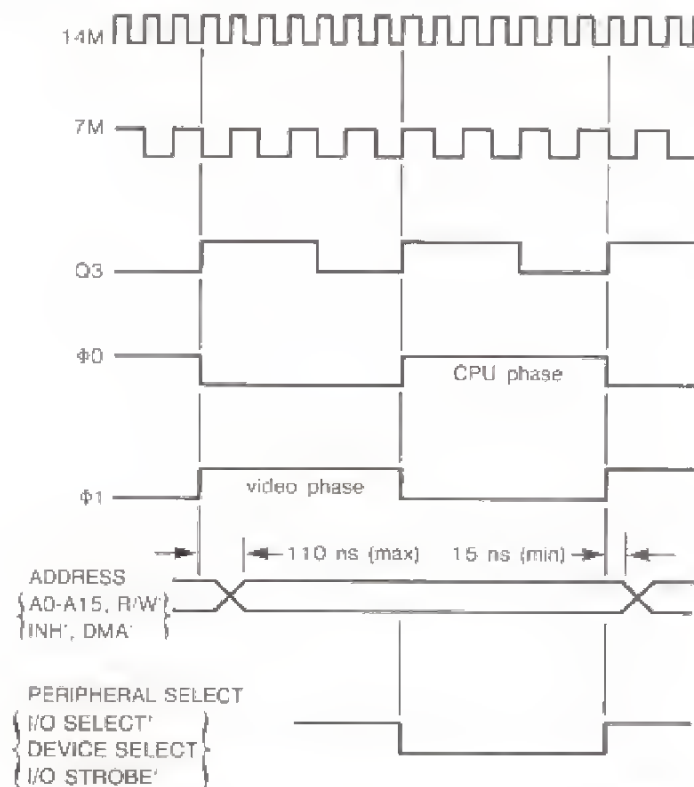 14M
7M
Q3
Φ0
CPU phase
Φ1
video phase
110 ns (max) 15 ns (min)
ADDRESS
A0-A15, R/W'
INH', DMA'
PERIPHERAL SELECT
I/O SELECT'
DEVICE SELECT
I/O STROBE'